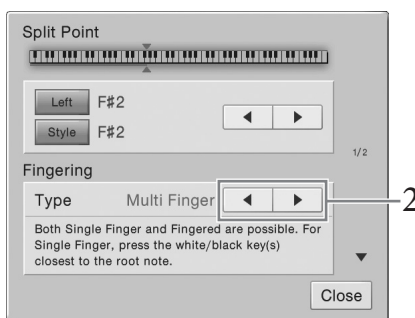 Split Point
Left F#2
Style F#2
1/2
Fingering
Type Multi Finger
2
Both Single Finger and Fingered are possible. For
Single Finger, press the white/black key(s)
closest to the root note.
Close